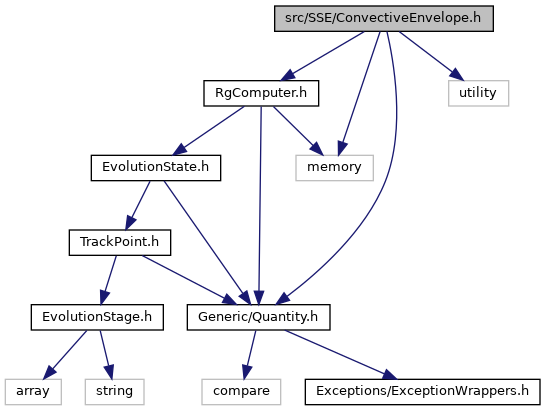 src/SSE/ConvectiveEnvelope.h
RgComputer.h
utility
EvolutionState.h
memory
TrackPoint.h
EvolutionStage.h
Generic/Quantity.h
array
string
compare
Exceptions/ExceptionWrappers.h